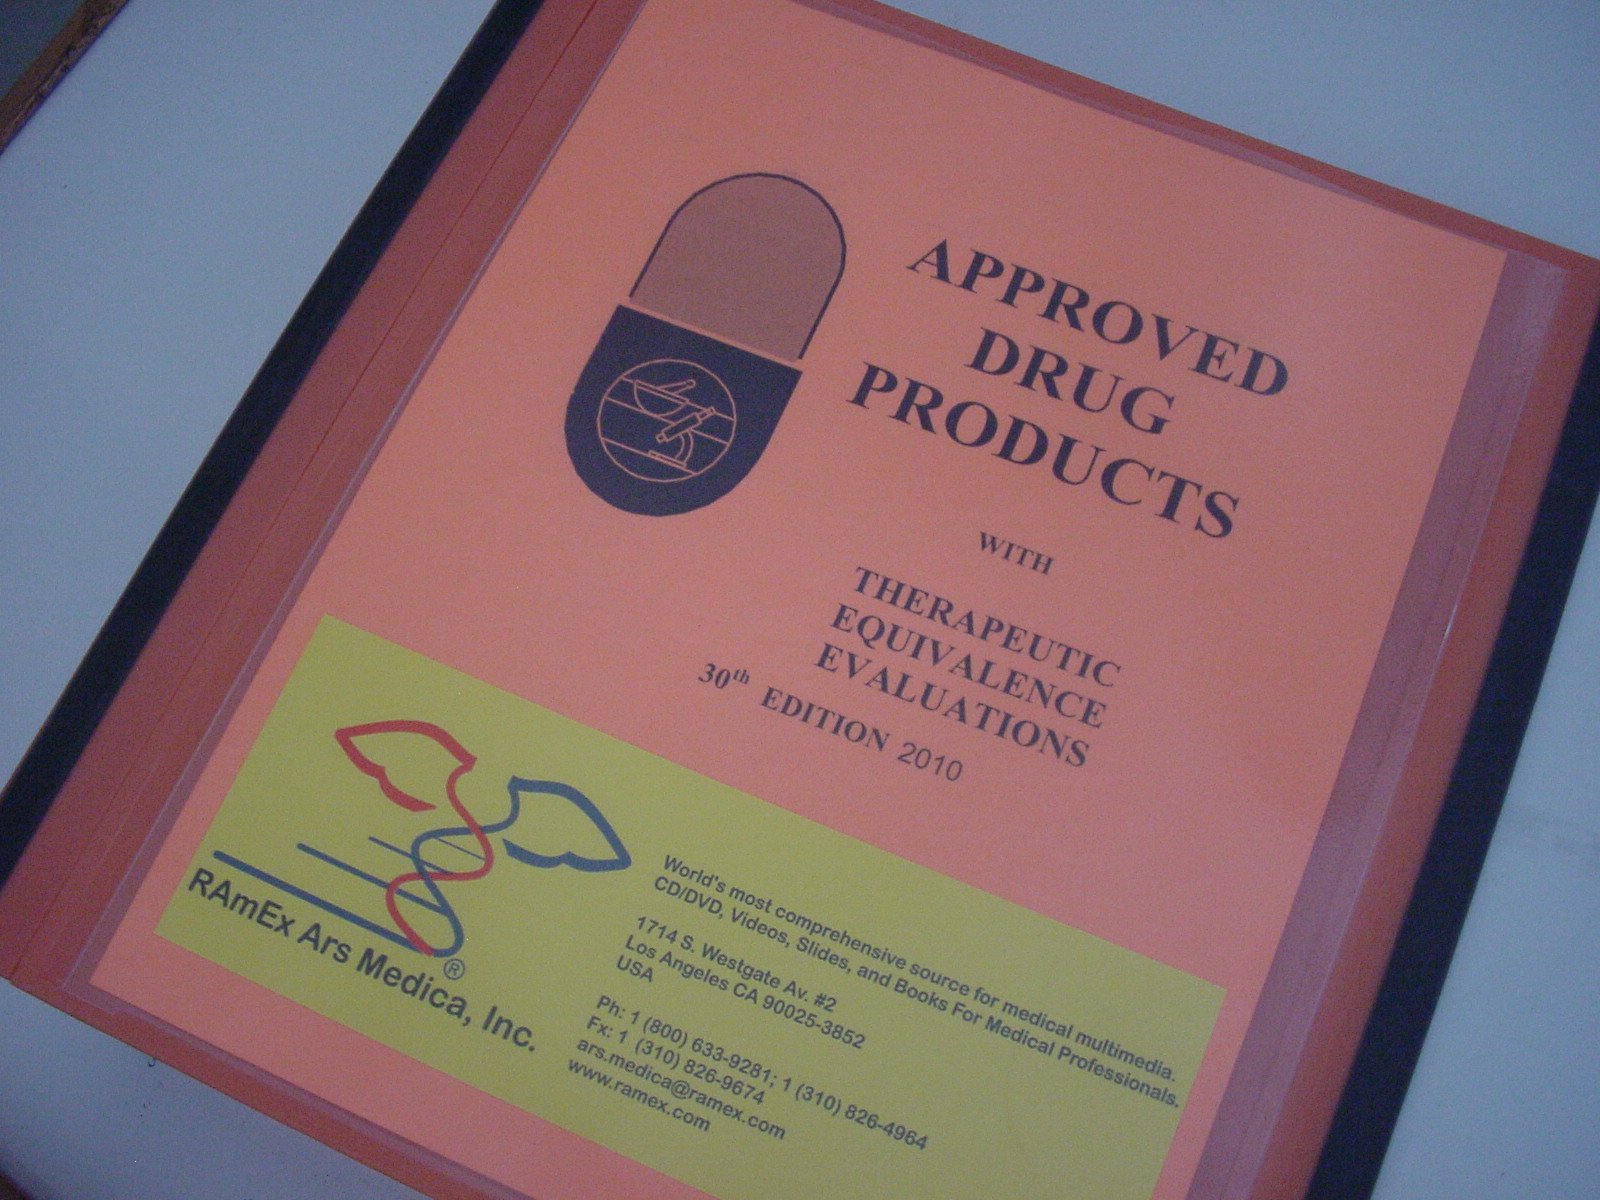 APPROVED
DRUG
PRODUCTS
WITH
THERAPEUTIC
EQUIVALENCE
EVALUATIONS
30th EDITION 2010
RAmEx Ars Medica, Inc.
®
World's most comprehensive source for medical multimedia.
CD/DVD, Videos, Slides, and Books For Medical Professionals.
1714 S. Westgate Av. #2
Los Angeles CA 90025-3852
USA
Ph: 1 (800) 633-9281; 1 (310) 826-4964
Fx: 1 (310) 826-9674
ars.medica@ramex.com
www.ramex.com